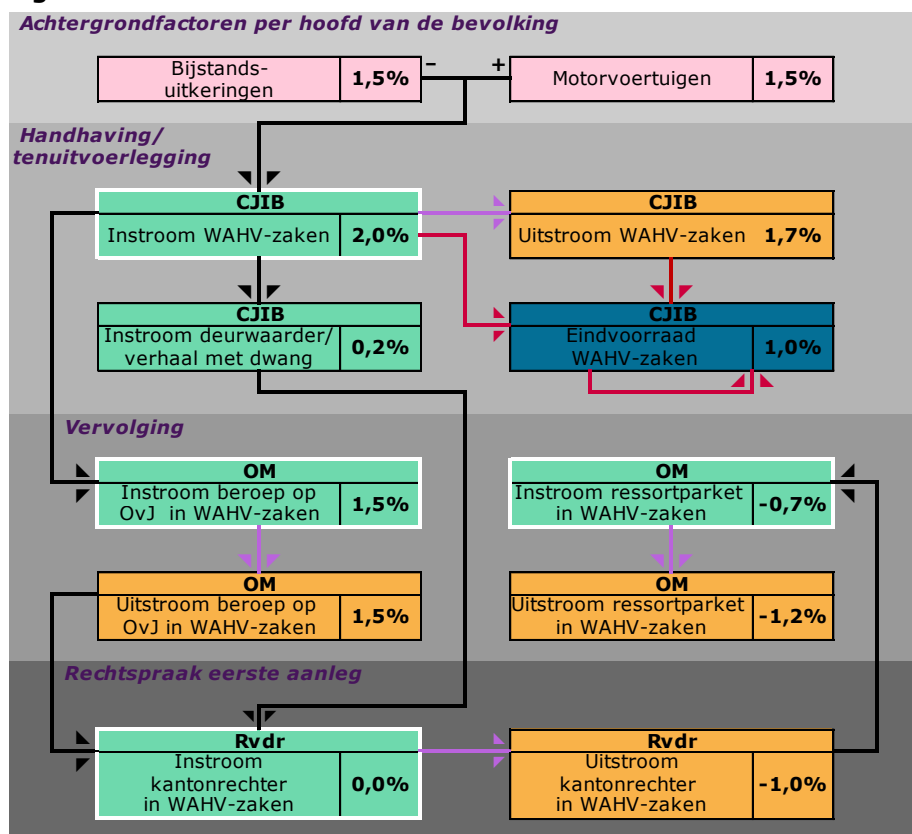 Achtergrondfactoren per hoofd van de bevolking
Bijstands-
uitkeringen
1,5%
–
+
Motorvoertuigen
1,5%
Handhaving/
tenuitvoerlegging
CJIB
Instroom WAHV-zaken
2,0%
CJIB
Uitstroom WAHV-zaken
1,7%
CJIB
Instroom deurwaarder/
verhaal met dwang
0,2%
CJIB
Eindvoorraad
WAHV-zaken
1,0%
Vervolging
OM
Instroom beroep op
OvJ in WAHV-zaken
1,5%
OM
Instroom ressortparket
in WAHV-zaken
-0,7%
OM
Uitstroom beroep op
OvJ in WAHV-zaken
1,5%
OM
Uitstroom ressortparket
in WAHV-zaken
-1,2%
Rechtspraak eerste aanleg
Rvdr
Instroom
kantonrechter
in WAHV-zaken
0,0%
Rvdr
Uitstroom
kantonrechter
in WAHV-zaken
-1,0%